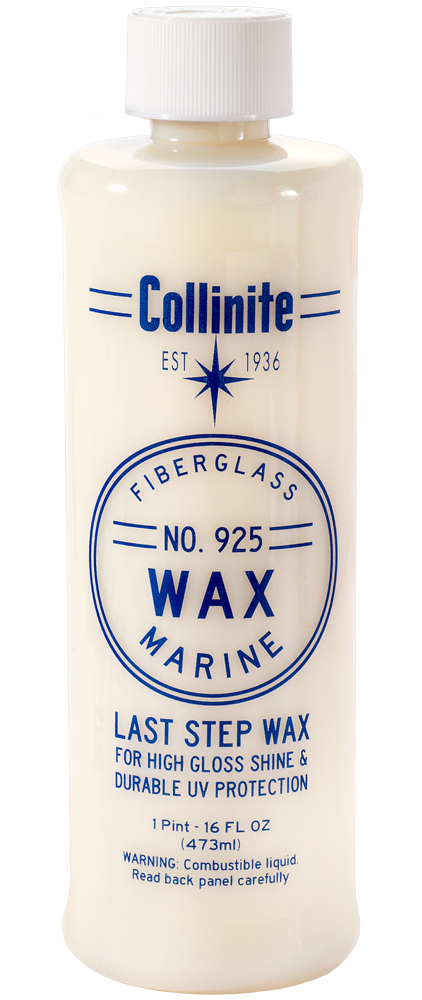 Collinite
EST 1936
FIBERGLASS
NO. 925
WAX
MARINE
LAST STEP WAX
FOR HIGH GLOSS SHINE &
DURABLE UV PROTECTION
1 Pint - 16 FL OZ
(473ml)
WARNING: Combustible liquid.
Read back panel carefully